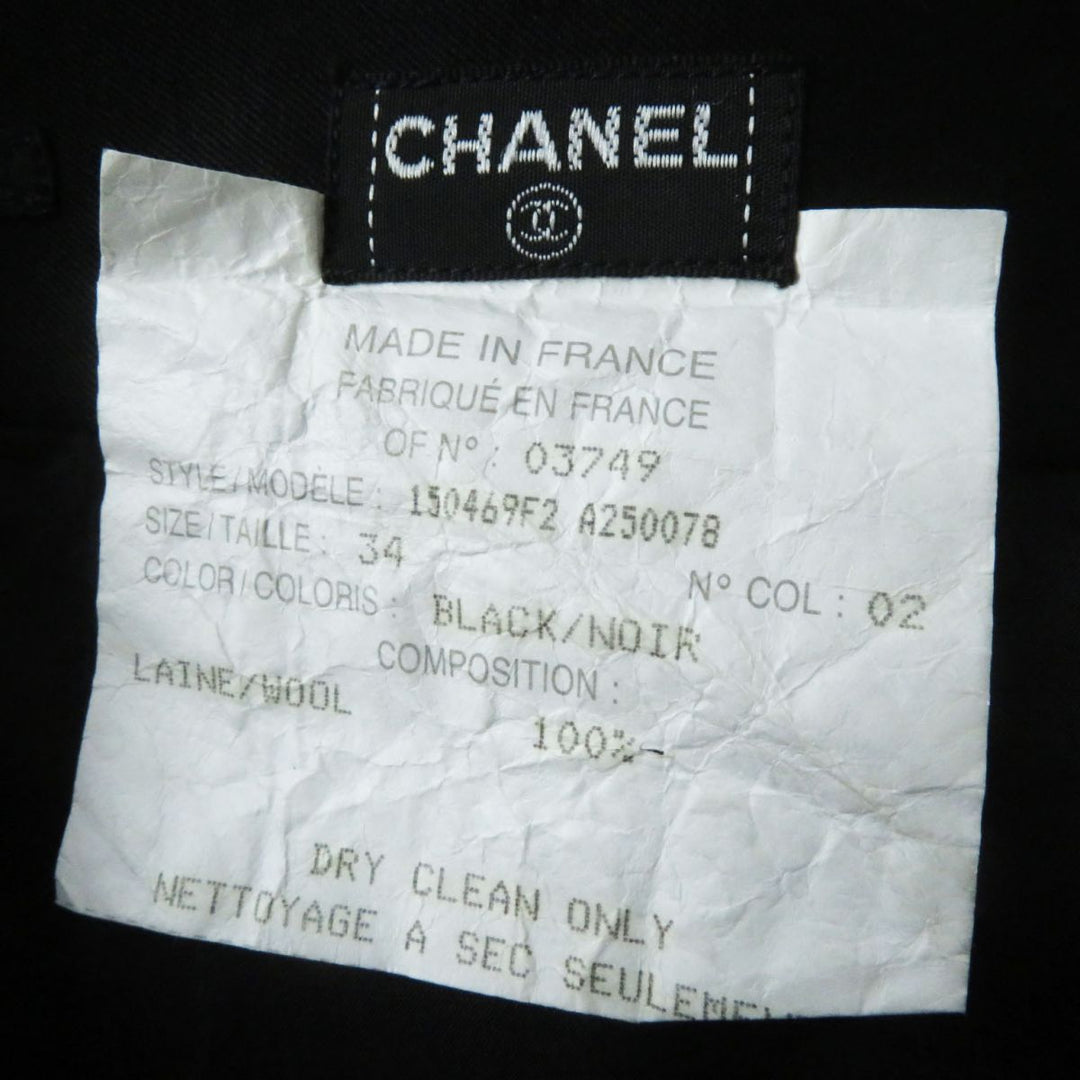 CHANEL
MADE IN FRANCE
FABRIQUÉ EN FRANCE
OF N° : 03749
STYLE/MODÈLE : 150469F2 A250078
SIZE/TAILLE : 34
N° COL : 02
COLOR/COLORIS : BLACK/NOIR
COMPOSITION :
LAINE/WOOL
100%-
DRY CLEAN ONLY
NETTOYAGE A SEC